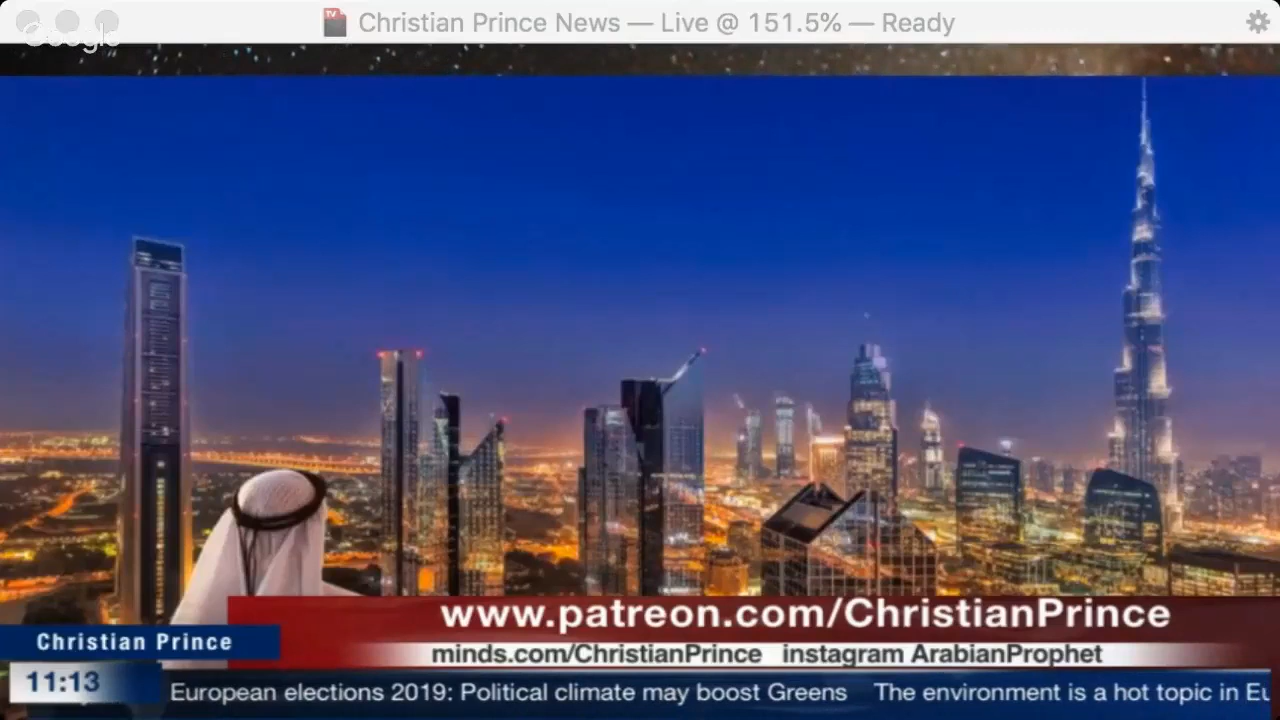 Christian Prince News — Live @ 151.5% — Ready
Google
www.patreon.com/ChristianPrince
Christian Prince
minds.com/ChristianPrince instagram ArabianProphet
11:13
European elections 2019: Political climate may boost Greens The environment is a hot topic in Eu